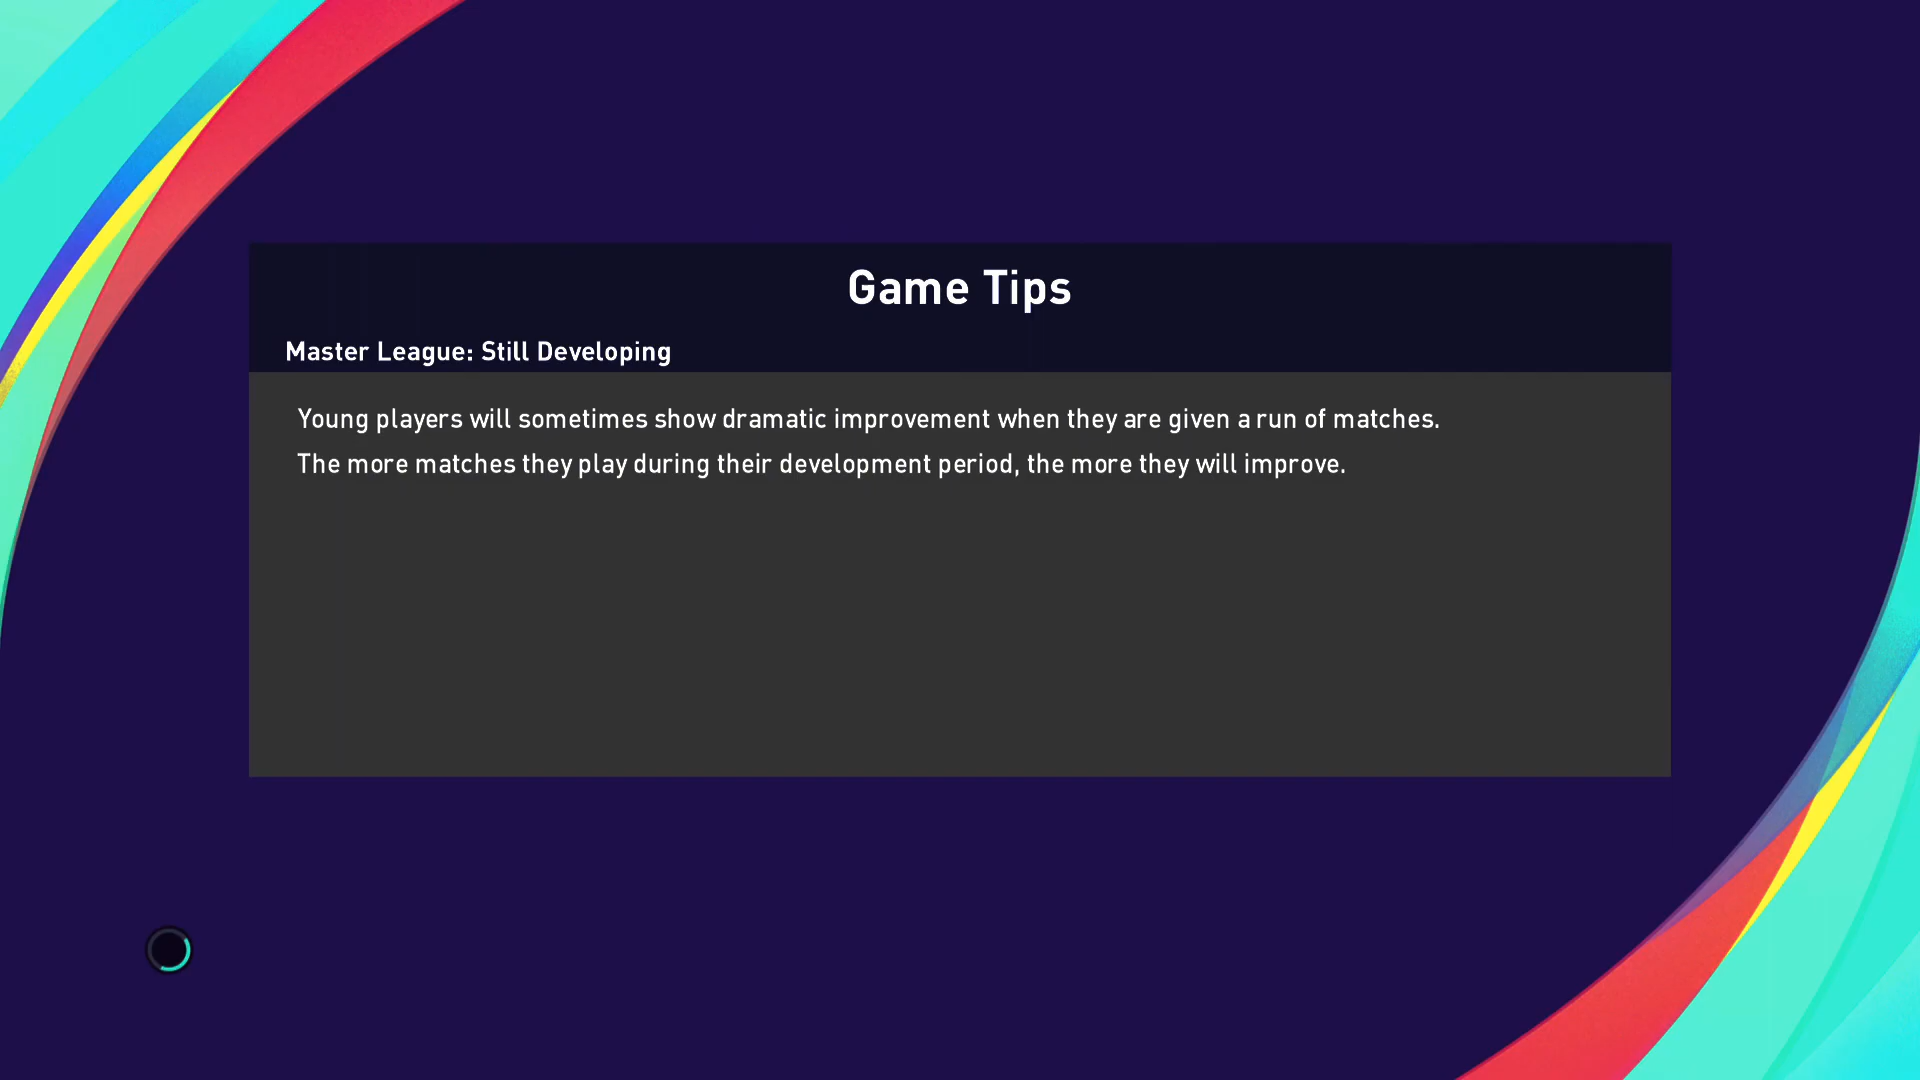 Game Tips
Master League: Still Developing
Young players will sometimes show dramatic improvement when they are given a run of matches.
The more matches they play during their development period, the more they will improve.